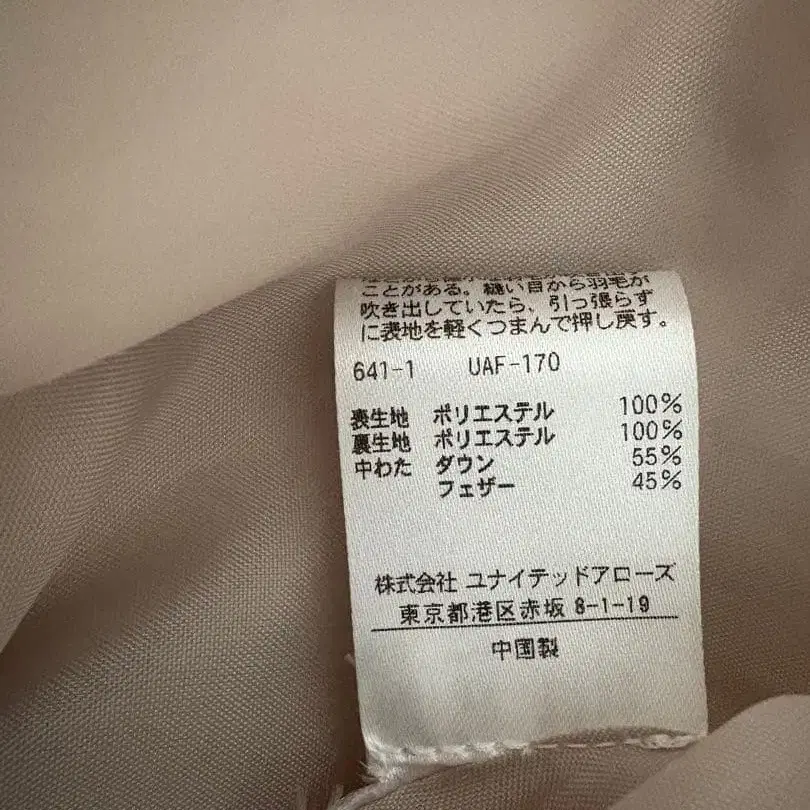 ことがある。縫い目から羽毛が
吹き出していたら、引っ張らず
に表地を軽くつまんで押し戻す。
641-1 UAF-170
表生地 ポリエステル 100%
裏生地 ポリエステル 100%
中わた ダウン 55%
フェザー 45%
株式会社 ユナイテッドアローズ
東京都港区赤坂 8-1-19
中国製